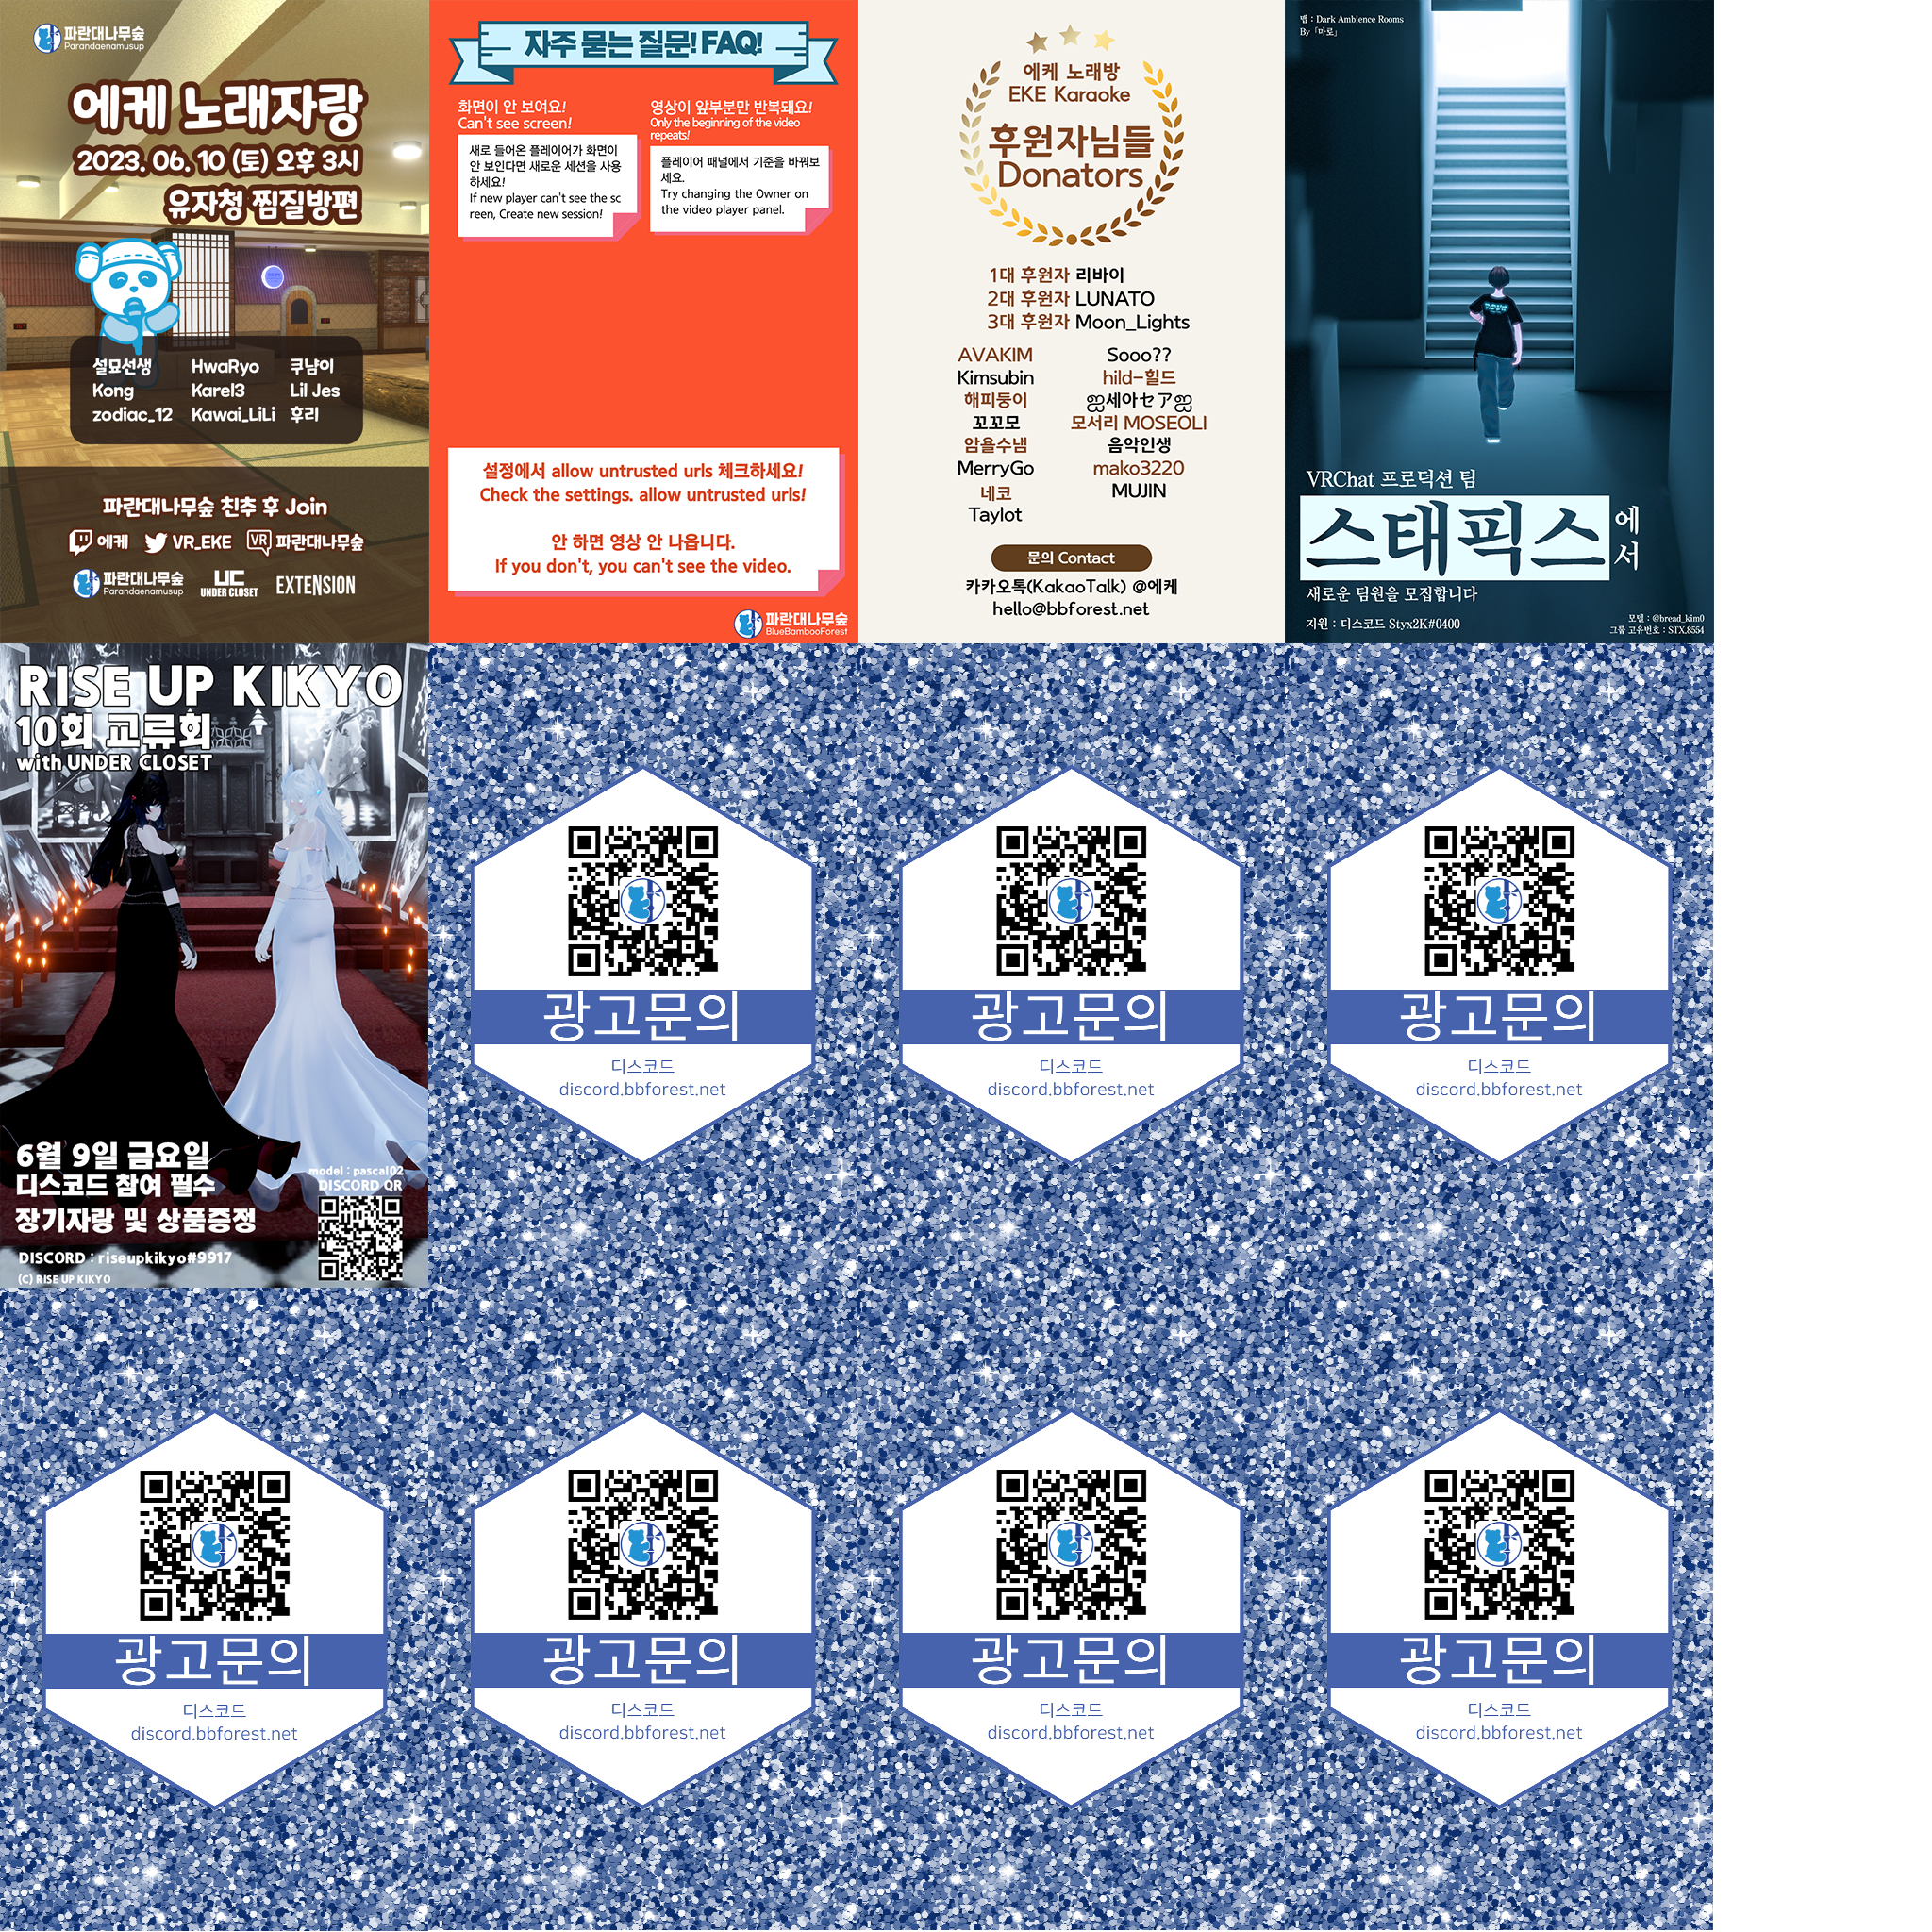 파란대나무숲
Parandaenamusup
에케 노래자랑
2023. 06. 10 (토) 오후 3시
유자청 찜질방편
설묘선생 HwaRyo 쿠냠이
Kong Karel3 Lil Jes
zodiac_12 Kawai_LiLi 후리
파란대나무숲 친추 후 Join
에케 VR_EKE VR 파란대나무숲
파란대나무숲
Parandaenamusup
UC
UNDER CLOSET
EXTENSION
자주 묻는 질문! FAQ!
화면이 안 보여요!
Can't see screen!
새로 들어온 플레이어가 화면이
안 보인다면 새로운 세션을 사용
하세요!
If new player can't see the sc
reen, Create new session!
영상이 앞부분만 반복돼요!
Only the beginning of the video
repeats!
플레이어 패널에서 기준을 바꿔보
세요.
Try changing the Owner on
the video player panel.
설정에서 allow untrusted urls 체크하세요!
Check the settings. allow untrusted urls!
안 하면 영상 안 나옵니다.
If you don't, you can't see the video.
파란대나무숲
BlueBambooForest
에케 노래방
EKE Karaoke
후원자님들
Donators
1대 후원자 리바이
2대 후원자 LUNATO
3대 후원자 Moon_Lights
AVAKIM Sooo??
Kimsubin hild-힐드
해피둥이 ஐ세아セアஐ
꼬꼬모 모서리 MOSEOLI
암욜수냄 음악인생
MerryGo mako3220
네코 MUJIN
Taylot
문의 Contact
카카오톡(KakaoTalk) @에케
hello@bbforest.net
맵 : Dark Ambience Rooms
By「마로」
VRChat 프로덕션 팀
스태픽스에서
새로운 팀원을 모집합니다
지원 : 디스코드 Styx2K#0400
모델 : @bread_kim0
그룹 고유번호 : STX.8554
RISE UP KIKYO
10회 교류회
with UNDER CLOSET
6월 9일 금요일
디스코드 참여 필수
장기자랑 및 상품증정
model : pascal02
DISCORD QR
DISCORD : riseupkikyo#9917
(C) RISE UP KIKYO
광고문의
디스코드
discord.bbforest.net
광고문의
디스코드
discord.bbforest.net
광고문의
디스코드
discord.bbforest.net
광고문의
디스코드
discord.bbforest.net
광고문의
디스코드
discord.bbforest.net
광고문의
디스코드
discord.bbforest.net
광고문의
디스코드
discord.bbforest.net